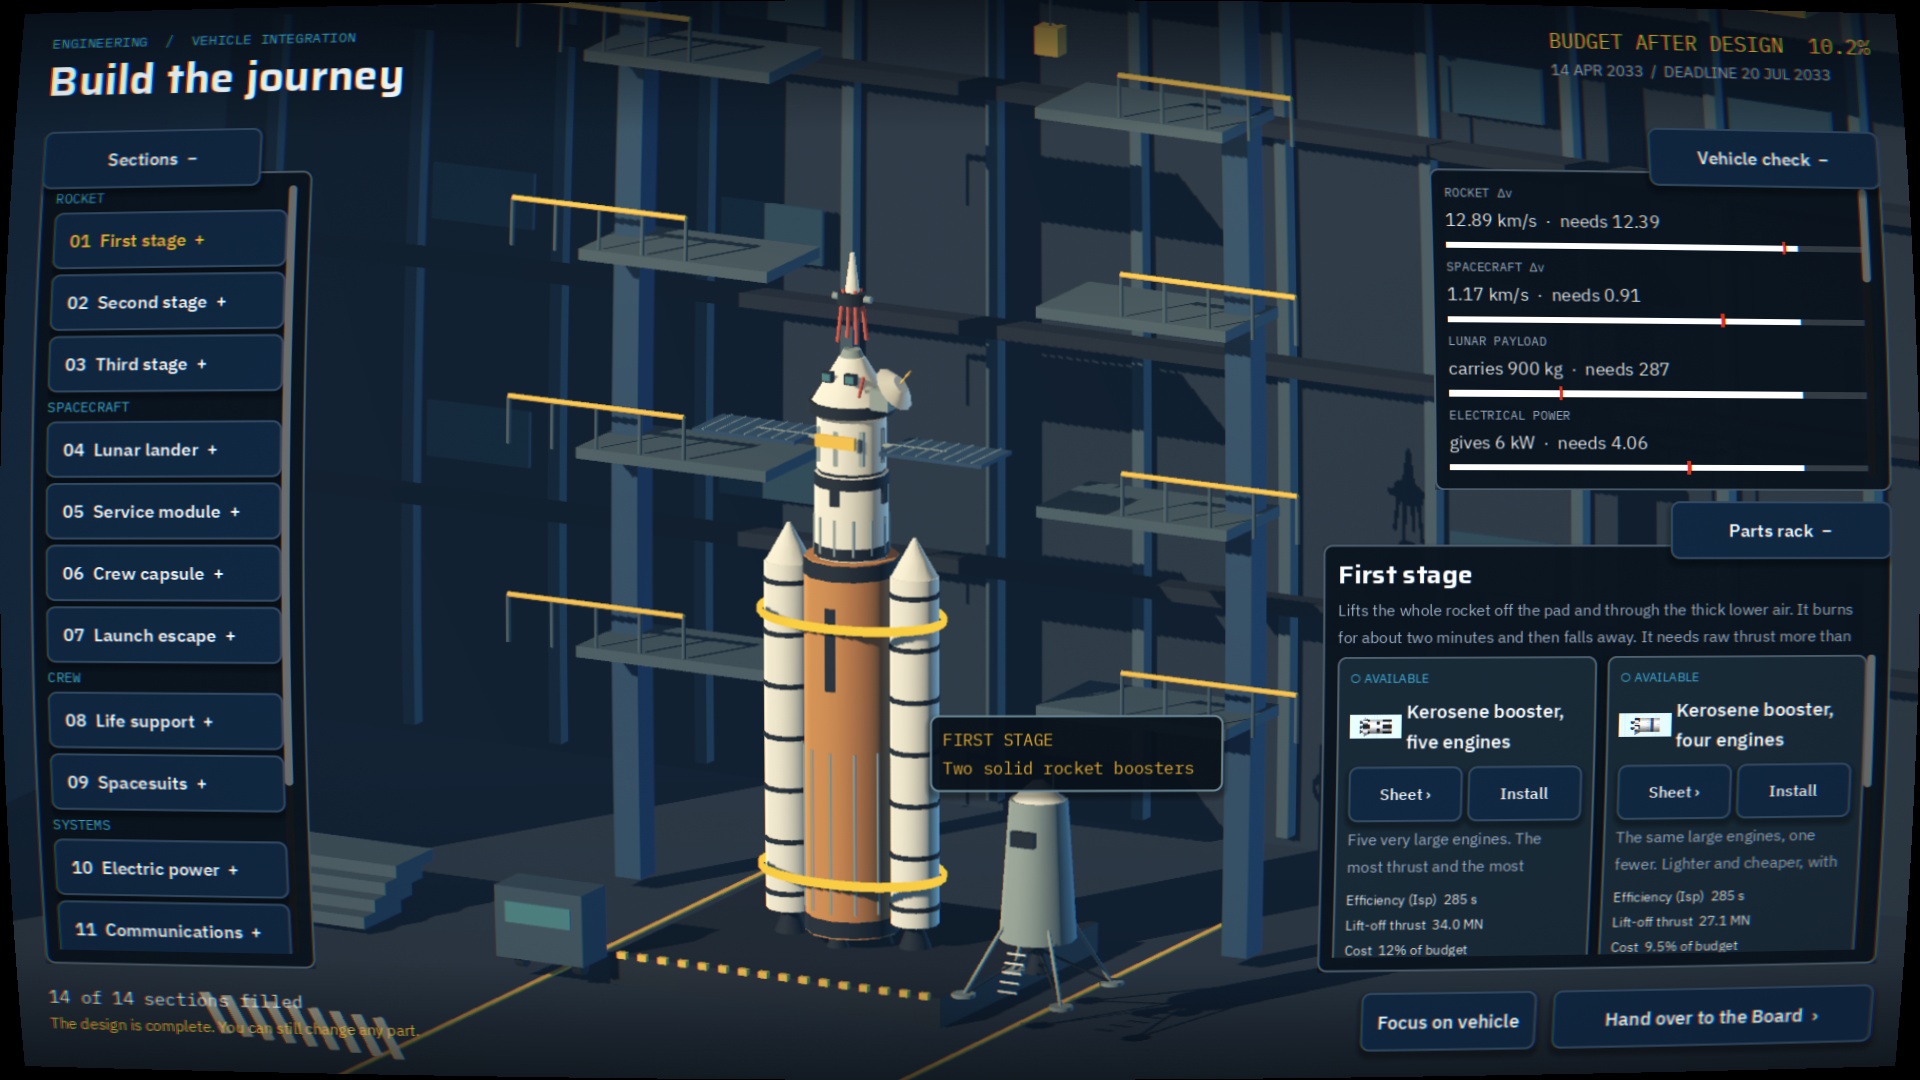 ENGINEERING / VEHICLE INTEGRATION
Build the journey
BUDGET AFTER DESIGN 10.2%
14 APR 2033 / DEADLINE 20 JUL 2033
Sections −
ROCKET
01 First stage +
02 Second stage +
03 Third stage +
SPACECRAFT
04 Lunar lander +
05 Service module +
06 Crew capsule +
07 Launch escape +
CREW
08 Life support +
09 Spacesuits +
SYSTEMS
10 Electric power +
11 Communications +
14 of 14 sections filled
The design is complete. You can still change any part.
FIRST STAGE
Two solid rocket boosters
Vehicle check −
ROCKET Δv
12.89 km/s · needs 12.39
SPACECRAFT Δv
1.17 km/s · needs 0.91
LUNAR PAYLOAD
carries 900 kg · needs 287
ELECTRICAL POWER
gives 6 kW · needs 4.06
Parts rack −
First stage
Lifts the whole rocket off the pad and through the thick lower air. It burns
for about two minutes and then falls away. It needs raw thrust more than
○ AVAILABLE
Kerosene booster,
five engines
Sheet ›
Install
Five very large engines. The
most thrust and the most
Efficiency (Isp) 285 s
Lift-off thrust 34.0 MN
Cost 12% of budget
○ AVAILABLE
Kerosene booster,
four engines
Sheet ›
Install
The same large engines, one
fewer. Lighter and cheaper, with
Efficiency (Isp) 285 s
Lift-off thrust 27.1 MN
Cost 9.5% of budget
Focus on vehicle
Hand over to the Board ›